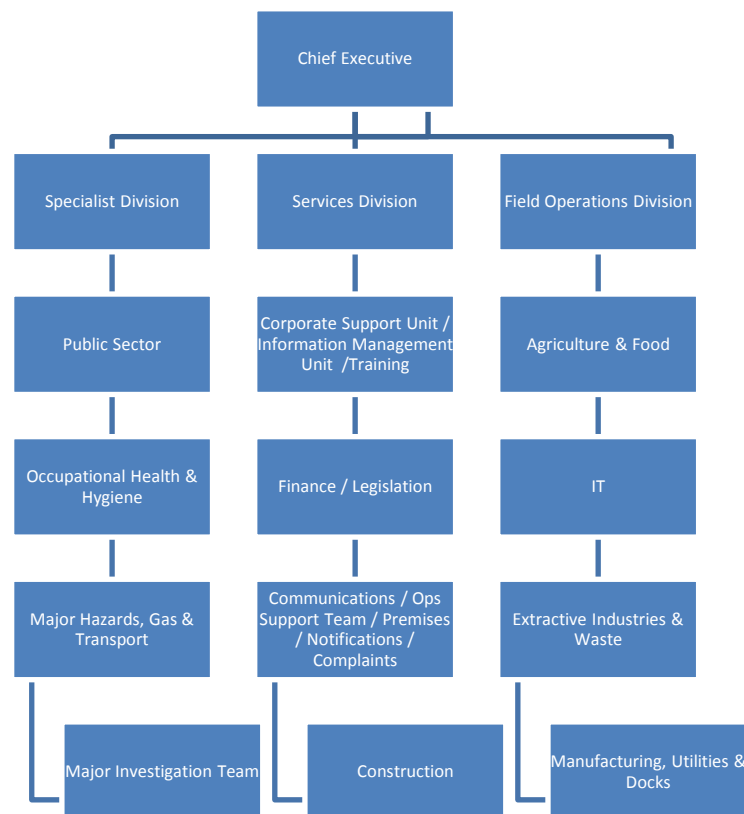 Chief Executive
Specialist Division
Services Division
Field Operations Division
Public Sector
Corporate Support Unit /
Information Management
Unit /Training
Agriculture & Food
Occupational Health &
Hygiene
Finance / Legislation
IT
Major Hazards, Gas &
Transport
Communications / Ops
Support Team / Premises
/ Notifications /
Complaints
Extractive Industries &
Waste
Major Investigation Team
Construction
Manufacturing, Utilities &
Docks